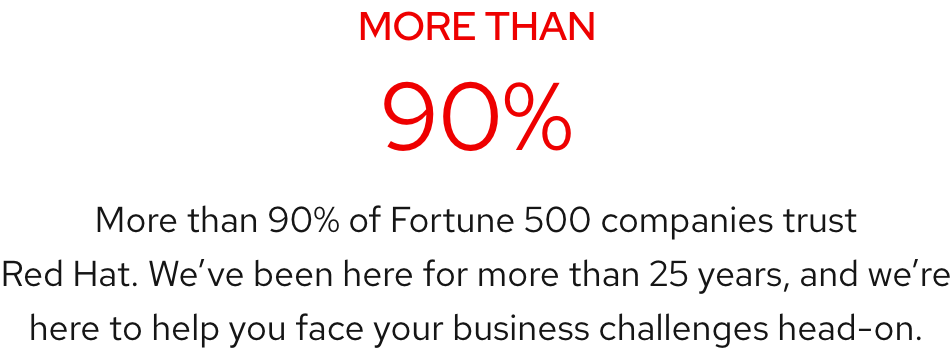 MORE THAN
90%
More than 90% of Fortune 500 companies trust
Red Hat. We’ve been here for more than 25 years, and we’re
here to help you face your business challenges head-on.